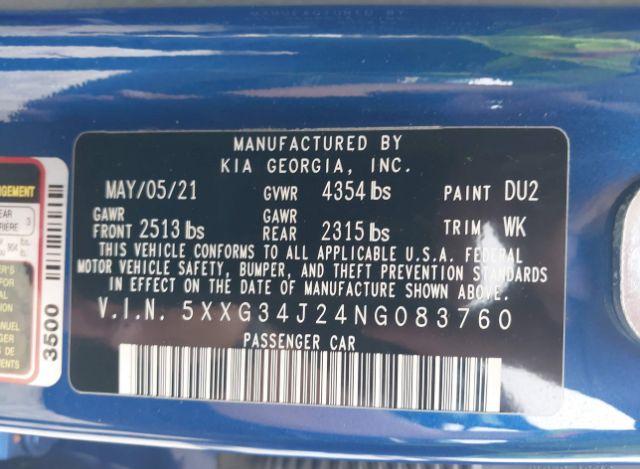 MANUFACTURED BY
KIA GEORGIA, INC.
MAY/05/21 GVWR 4354 lbs PAINT DU2
GAWR FRONT 2513 lbs GAWR REAR 2315 lbs TRIM WK
THIS VEHICLE CONFORMS TO ALL APPLICABLE U.S.A. FEDERAL
MOTOR VEHICLE SAFETY, BUMPER, AND THEFT PREVENTION STANDARDS
IN EFFECT ON THE DATE OF MANUFACTURE SHOWN ABOVE.
V.I.N. 5XXG34J24NG083760
PASSENGER CAR
3500
3